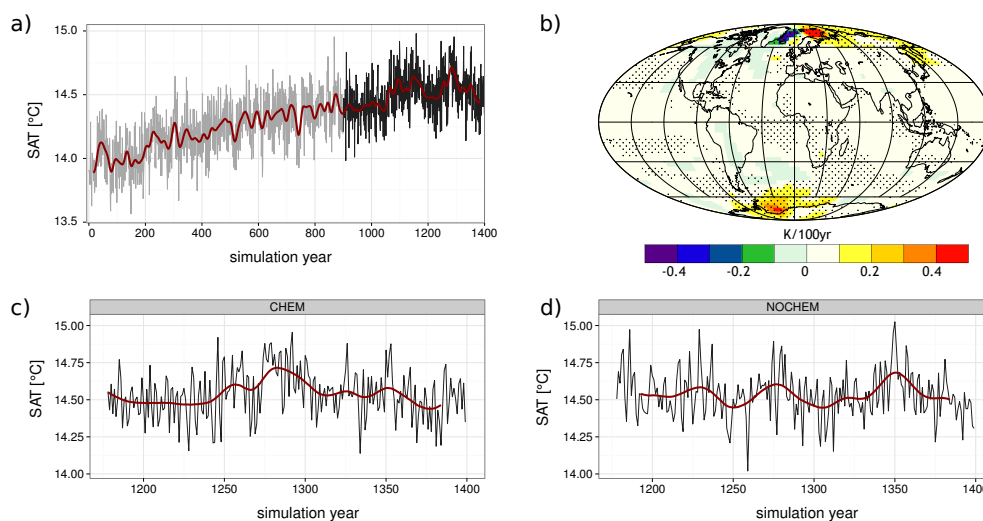 a)
15.0
14.5
14.0
13.5
SAT [°C]
0
200
400
600
800
1000
1200
1400
simulation year
b)
K/100yr
-0.4
-0.2
0
0.2
0.4
c)
CHEM
15.00
14.75
14.50
14.25
14.00
SAT [°C]
1200
1250
1300
1350
1400
simulation year
d)
NOCHEM
15.00
14.75
14.50
14.25
14.00
SAT [°C]
1200
1250
1300
1350
1400
simulation year